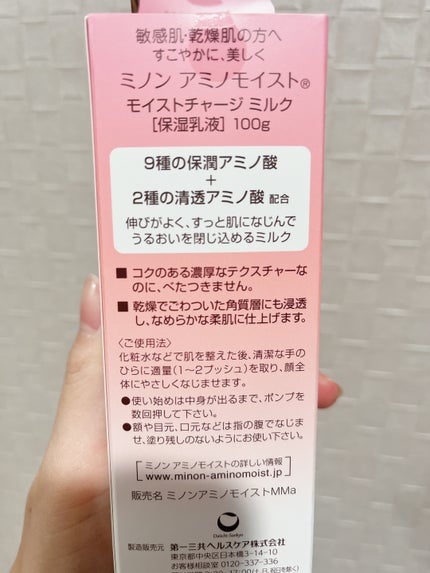 敏感肌・乾燥肌の方へ
すこやかに、美しく
ミノン アミノモイスト®
モイストチャージ ミルク
[保湿乳液] 100g
9種の保潤アミノ酸
+
2種の清透アミノ酸 配合
伸びがよく、すっと肌になじんで
うるおいを閉じ込めるミルク
■ コクのある濃厚なテクスチャーな
のに、べたつきません。
■ 乾燥でごわついた角質層にも浸透
し、なめらかな柔肌に仕上げます。
〈ご使用法〉
化粧水などで肌を整えた後、清潔な手の
ひらに適量(1〜2プッシュ)を取り、顔全
体にやさしくなじませます。
●使い始めは中身が出るまで、ポンプを
数回押して下さい。
●額や目元、口元などは指の腹でなじま
せ、塗り残しのないようにお使い下さい。
ミノン アミノモイストの詳しい情報
www.minon-aminomoist.jp
販売名 ミノンアミノモイストMMa
Daiichi-Sankyo
製造販売元 第一三共ヘルスケア株式会社
東京都中央区日本橋3-14-10
お客様相談室 0120-337-336